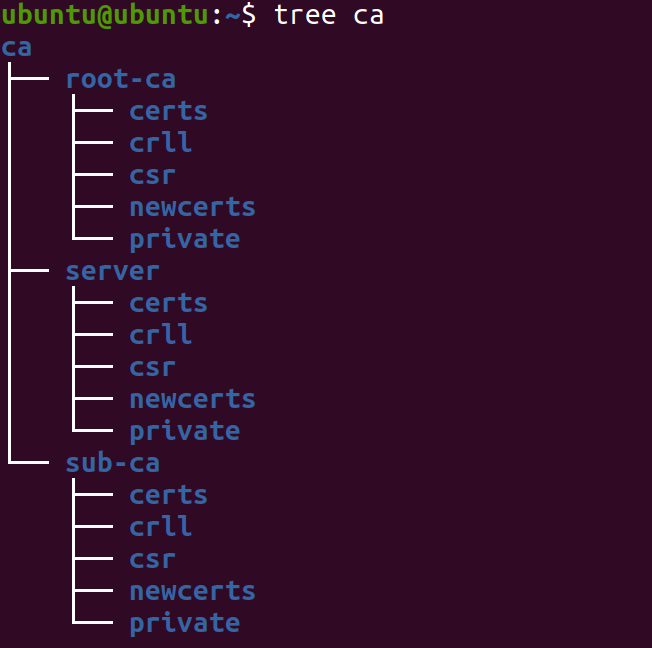 ubuntu@ubuntu:~$ tree ca
ca
├── root-ca
│   ├── certs
│   ├── crll
│   ├── csr
│   ├── newcerts
│   └── private
├── server
│   ├── certs
│   ├── crll
│   ├── csr
│   ├── newcerts
│   └── private
└── sub-ca
    ├── certs
    ├── crll
    ├── csr
    ├── newcerts
    └── private